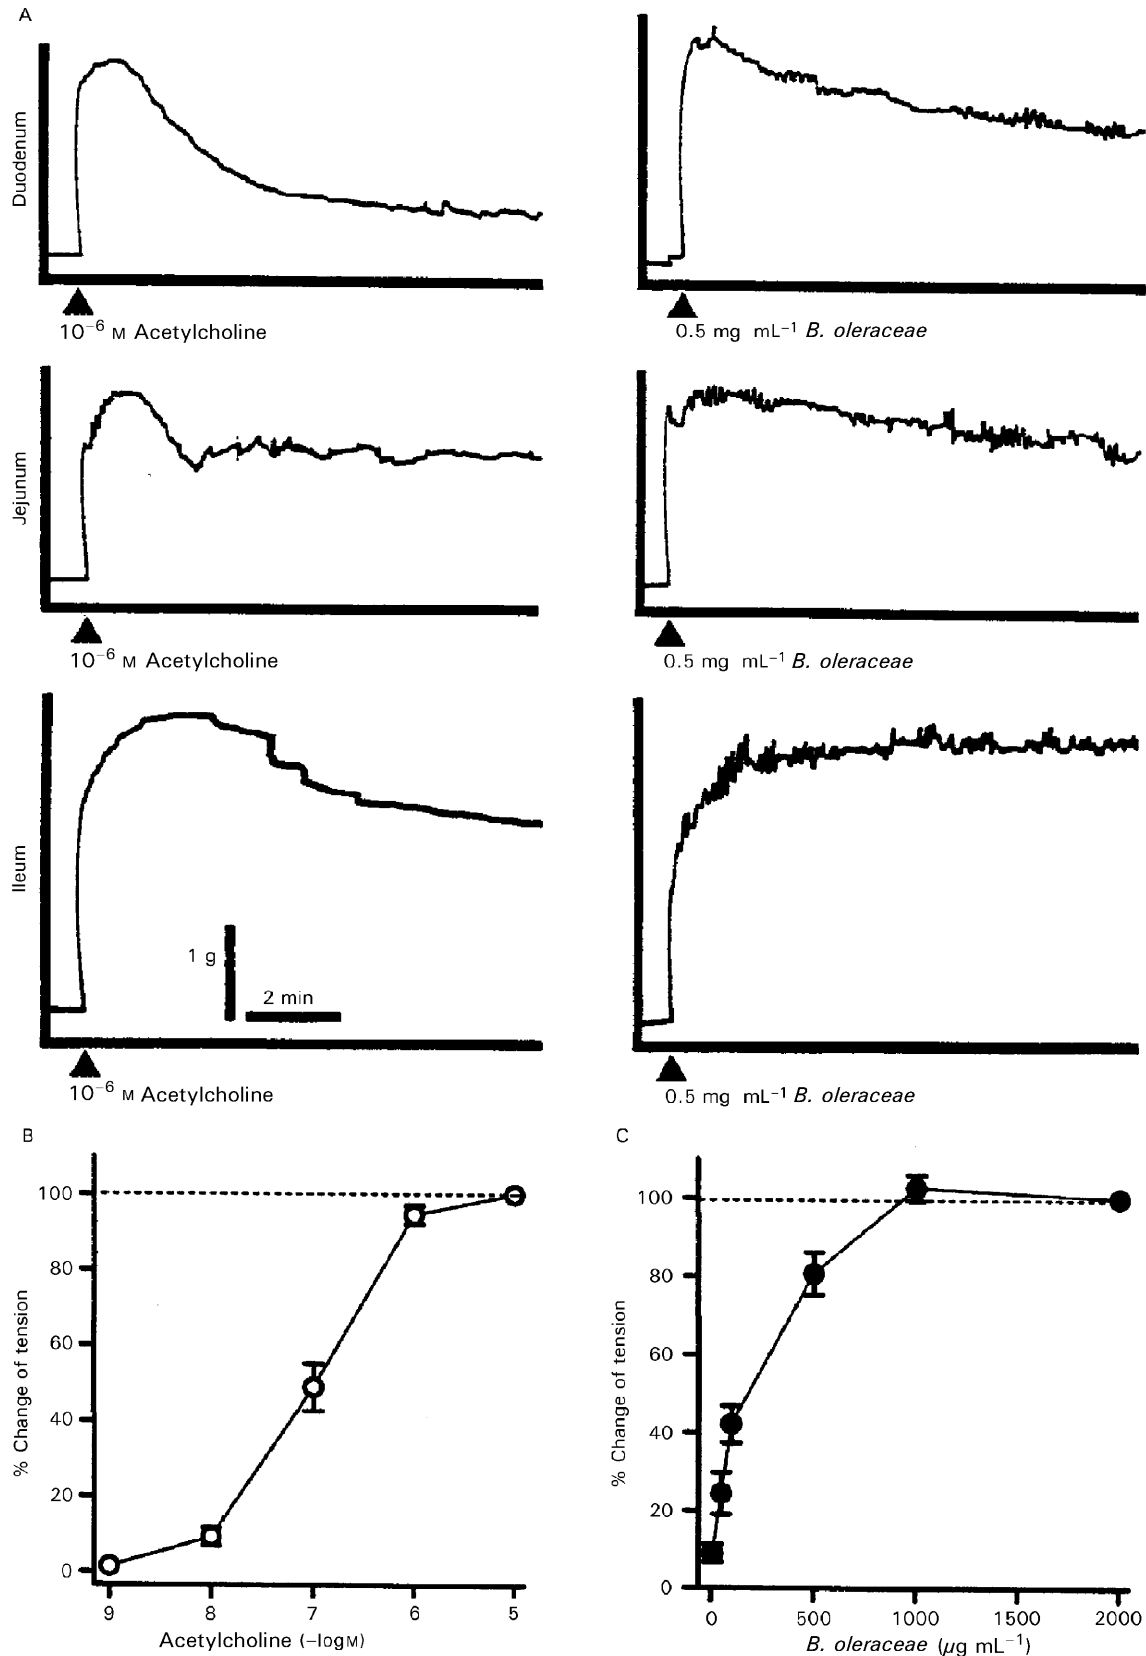 A
Duodenum
10⁻⁶ M Acetylcholine
0.5 mg mL⁻¹ B. oleraceae
Jejunum
10⁻⁶ M Acetylcholine
0.5 mg mL⁻¹ B. oleraceae
Ileum
1 g
2 min
10⁻⁶ M Acetylcholine
0.5 mg mL⁻¹ B. oleraceae
B
% Change of tension
100
80
60
40
20
0
9 8 7 6 5
Acetylcholine (–logM)
C
% Change of tension
100
80
60
40
20
0
0 500 1000 1500 2000
B. oleraceae (µg mL⁻¹)